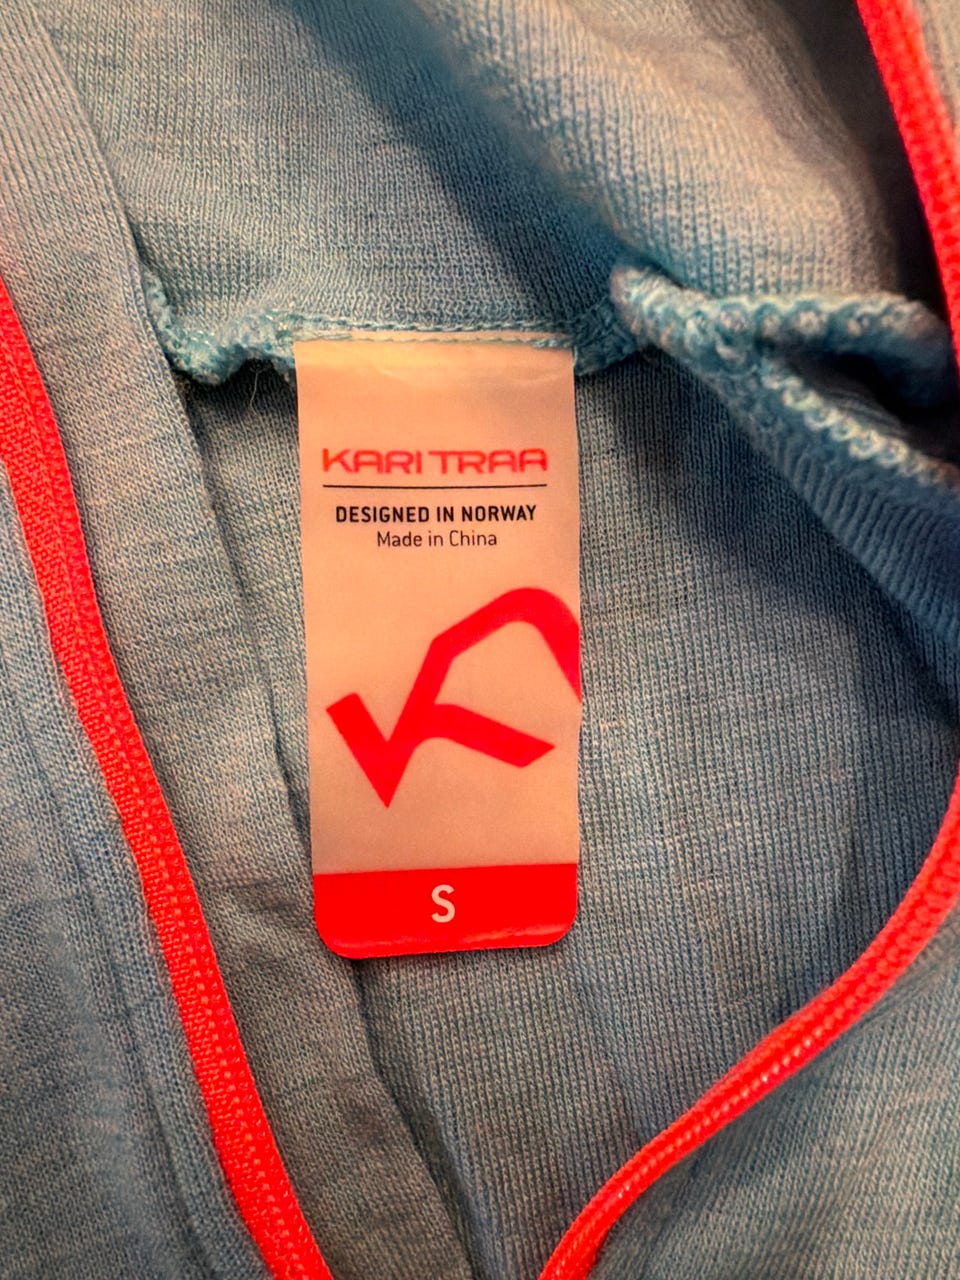 KARI TRAA
DESIGNED IN NORWAY
Made in China
S